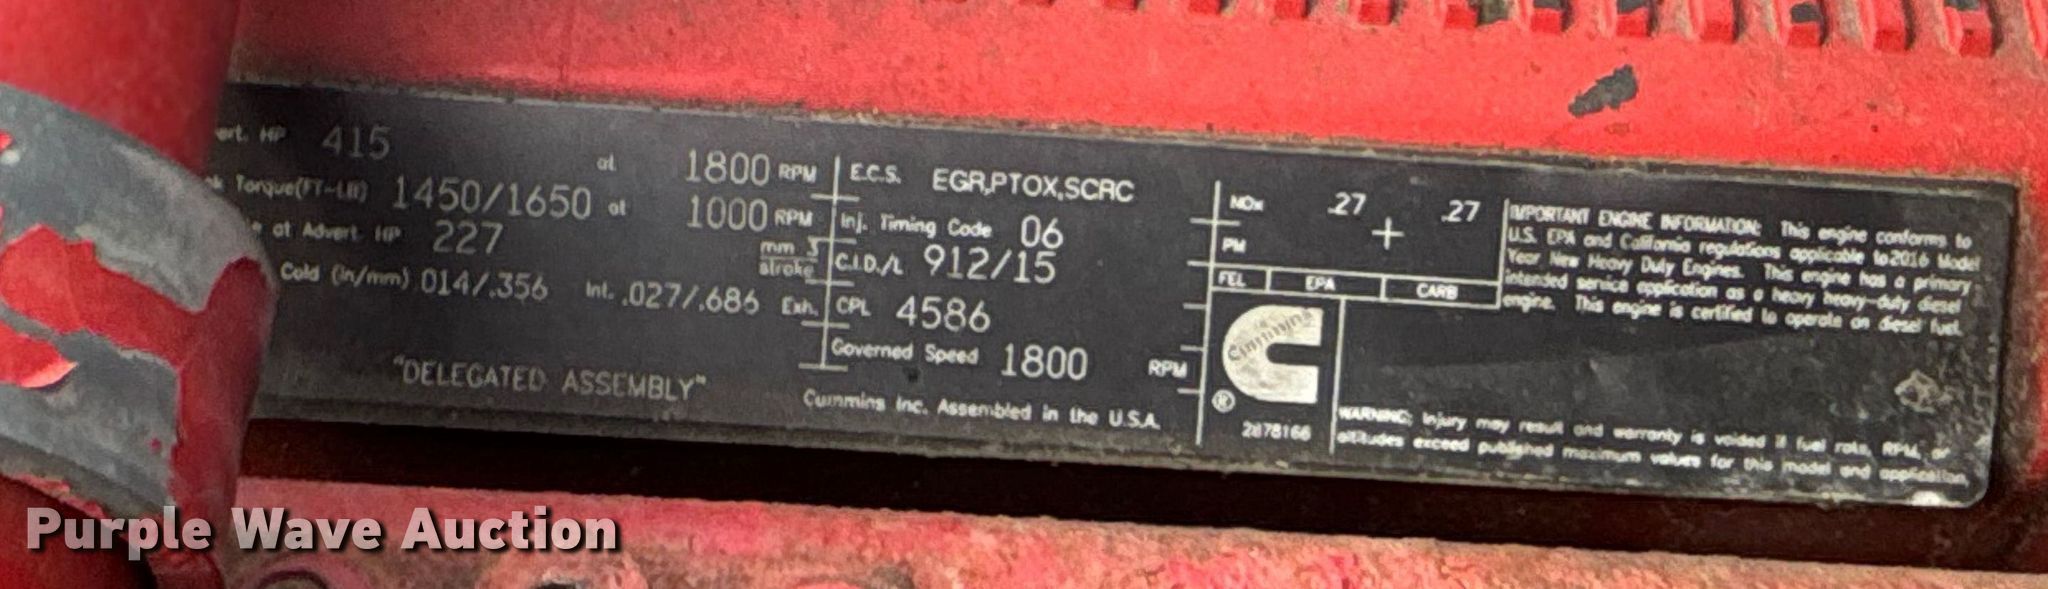 HP 415 at 1800 RPM
Torque(FT-LB) 1450/1650 at 1000 RPM
at Advert. HP 227 mm 3 stroke
Cold (in/mm) .014/.356 Int. .027/.686 Exh.
"DELEGATED ASSEMBLY"
E.C.S. EGR,PTOX,SCRC
Inj. Timing Code 06
C.I.D./L 912/15
CPL 4586
Governed Speed 1800 RPM
Cummins Inc. Assembled in the U.S.A.
NOx .27 .27
PM +
FEL EPA CARB
Cummins
®
2878166
IMPORTANT ENGINE INFORMATION: This engine conforms to
U.S. EPA and California regulations applicable to 2016 Model
Year New Heavy Duty Engines. This engine has a primary
intended service application as a heavy heavy-duty diesel
engine. This engine is certified to operate on diesel fuel.
WARNING: Injury may result and warranty is voided if fuel rate, RPM, or
altitudes exceed published maximum values for this model and application.
Purple Wave Auction